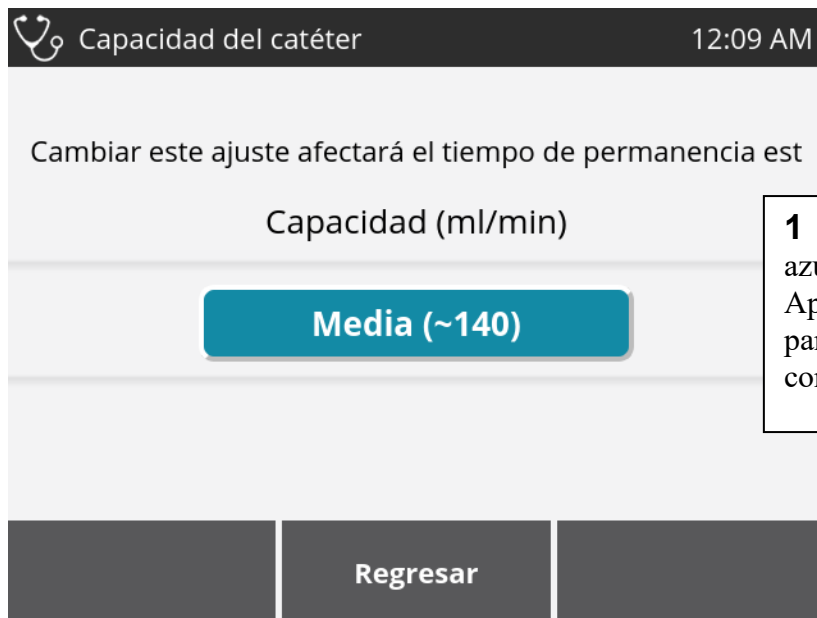 Capacidad del catéter 12:09 AM
Cambiar este ajuste afectará el tiempo de permanencia est
Capacidad (ml/min)
1
Media (~140)
Regresar